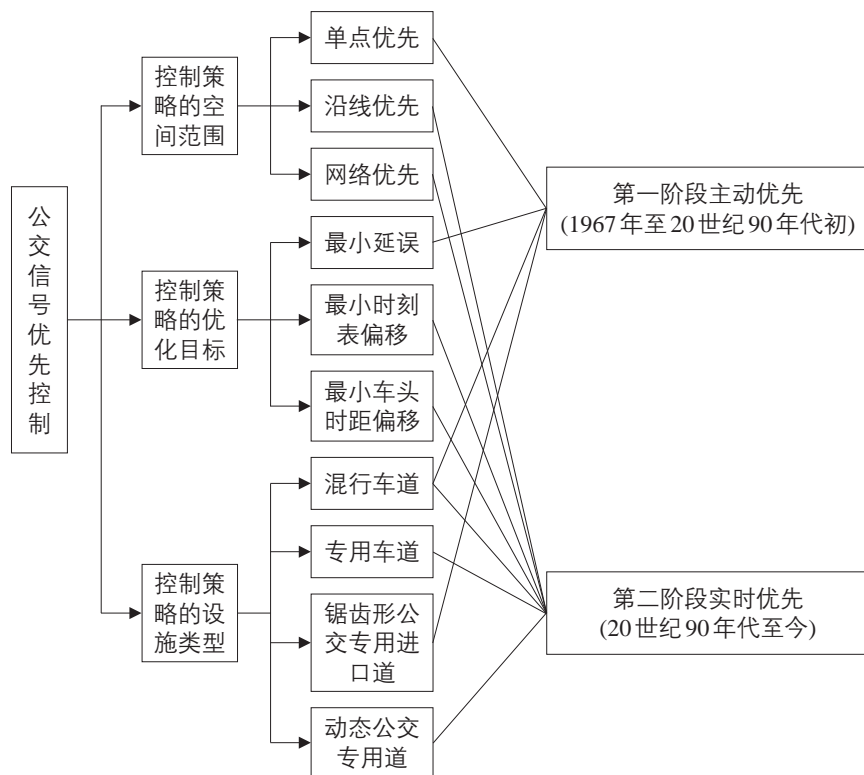 公
交
信
号
优
先
控
制
控制策
略的空
间范围
控制策
略的优
化目标
控制策
略的设
施类型
单点优先
沿线优先
网络优先
最小延误
最小时刻
表偏移
最小车头
时距偏移
混行车道
专用车道
锯齿形公
交专用进
口道
动态公交
专用道
第一阶段主动优先
(1967年至20世纪90年代初)
第二阶段实时优先
(20世纪90年代至今)